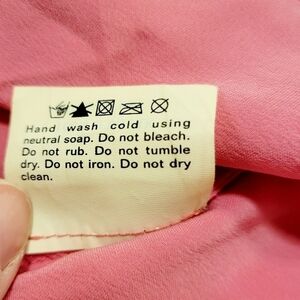 Hand wash cold using
neutral soap. Do not bleach.
Do not rub. Do not tumble
dry. Do not iron. Do not dry
clean.